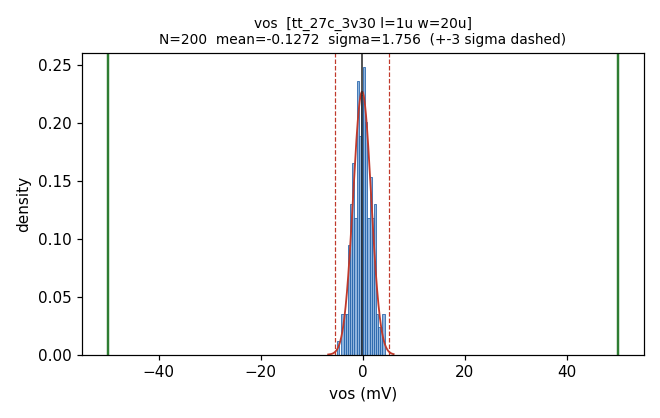 vos  [tt_27c_3v30 l=1u w=20u]
N=200  mean=-0.1272  sigma=1.756  (+-3 sigma dashed)
0.25
0.20
0.15
0.10
0.05
0.00
density
−40
−20
0
20
40
vos (mV)